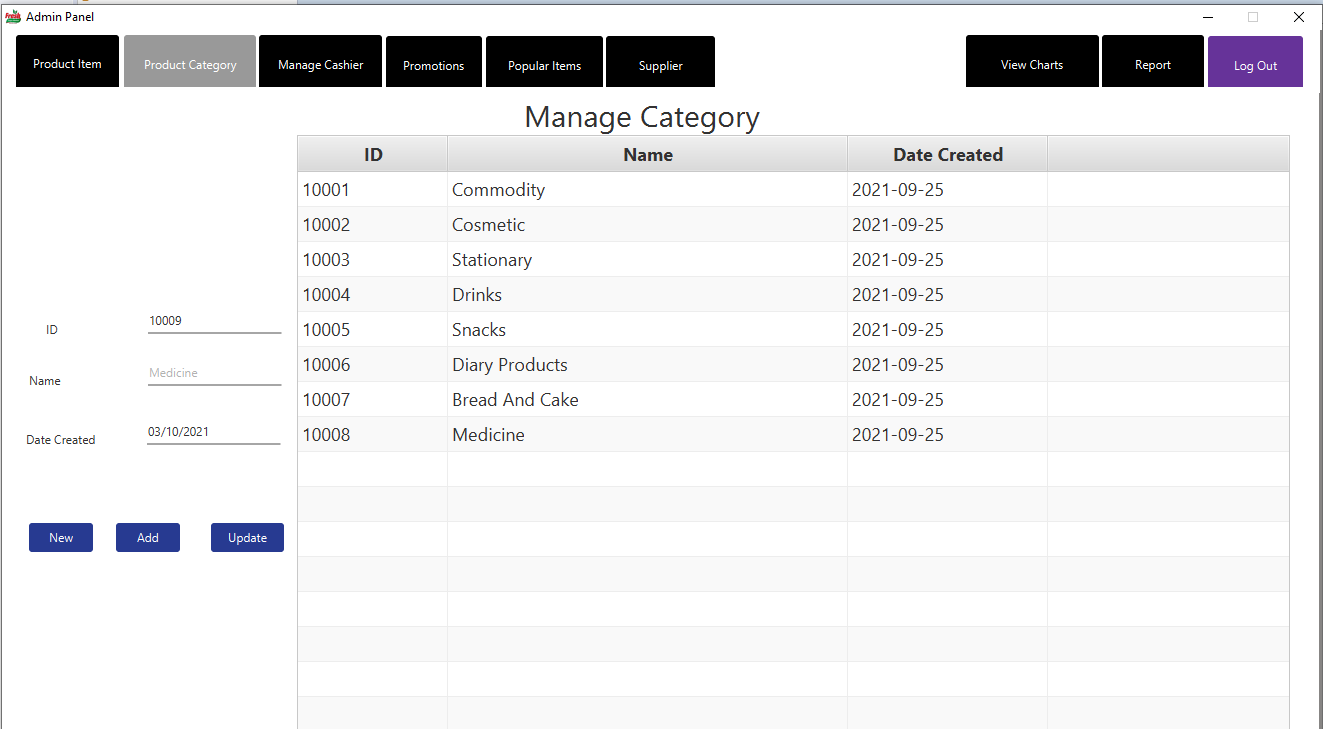 Fresh
Admin Panel
Product Item Product Category Manage Cashier Promotions Popular Items Supplier View Charts Report Log Out
Manage Category
ID Name Date Created
10001 Commodity 2021-09-25
10002 Cosmetic 2021-09-25
10003 Stationary 2021-09-25
10004 Drinks 2021-09-25
10005 Snacks 2021-09-25
10006 Diary Products 2021-09-25
10007 Bread And Cake 2021-09-25
10008 Medicine 2021-09-25
ID 10009
Name Medicine
Date Created 03/10/2021
New Add Update